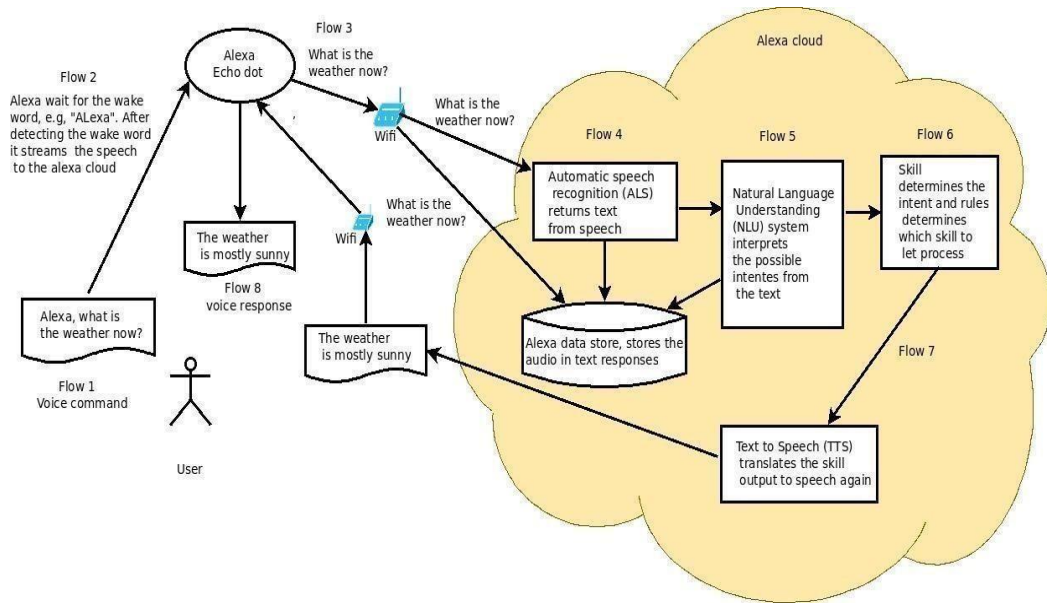 Alexa cloud
Flow 3
What is the
weather now?
Alexa
Echo dot
Flow 2
Alexa wait for the wake
word, e.g, "ALexa". After
detecting the wake word
it streams the speech
to the alexa cloud
Wifi
What is the
weather now?
Flow 4
Flow 5
Flow 6
Automatic speech
recognition (ALS)
returns text
from speech
Natural Language
Understanding (NLU) system
interprets
the possible
intentes from
the text
Skill
determines the
intent and rules
determines
which skill to
let process
What is the
weather now?
Wifi
The weather
is mostly sunny
Flow 8
voice response
Alexa, what is
the weather now?
Flow 1
Voice command
User
The weather
is mostly sunny
Alexa data store, stores the
audio in text responses
Flow 7
Text to Speech (TTS)
translates the skill
output to speech again